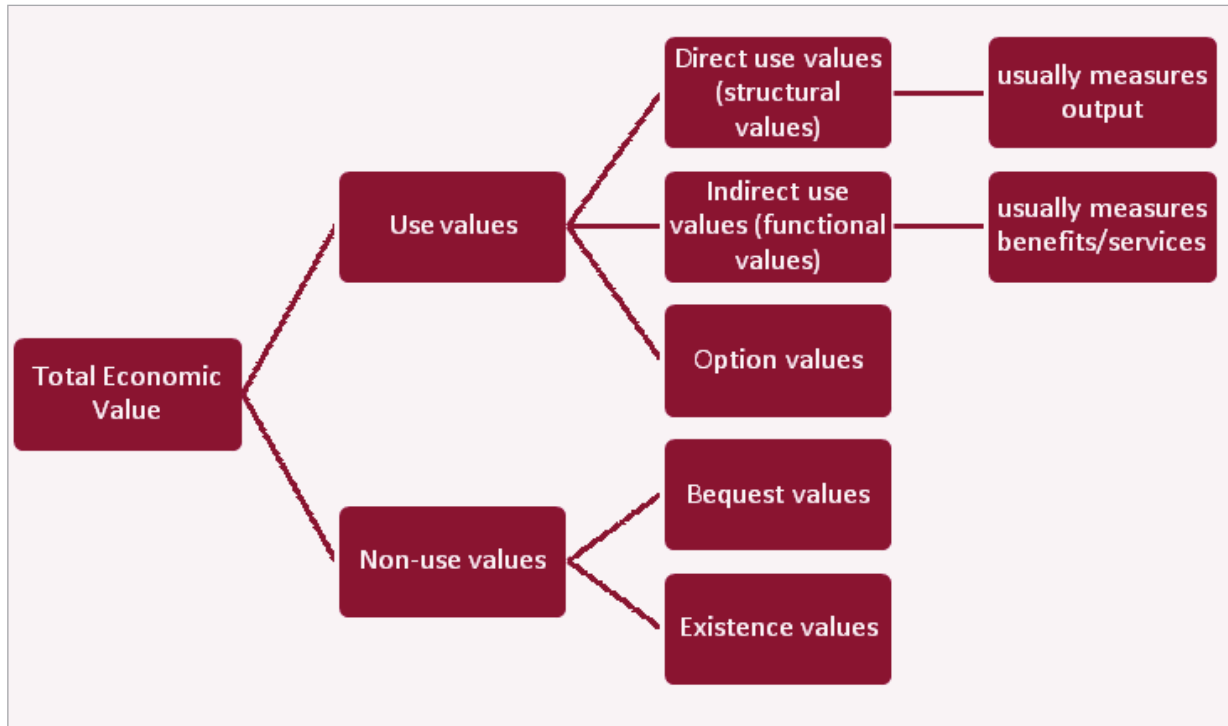 Direct use values
(structural
values)
usually measures
output
Use values
Indirect use
values (functional
values)
usually measures
benefits/services
Option values
Total Economic
Value
Bequest values
Non-use values
Existence values